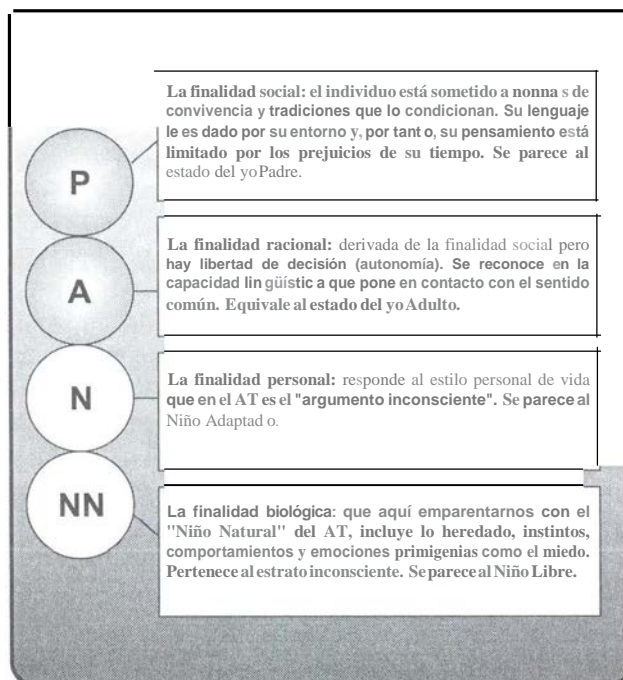 La finalidad social: el individuo está sometido a nonna s de
convivencia y tradiciones que lo condicionan. Su lenguaje
le es dado por su entorno y, por tant o, su pensamiento está
limitado por los prejuicios de su tiempo. Se parece al
estado del yo Padre.
P
La finalidad racional: derivada de la finalidad social pero
hay libertad de decisión (autonomía). Se reconoce en la
capacidad lin güístic a que pone en contacto con el sentido
común. Equivale al estado del yo Adulto.
A
La finalidad personal: responde al estilo personal de vida
que en el AT es el "argumento inconsciente". Se parece al
Niño Adaptad o.
N
La finalidad biológica: que aquí emparentarnos con el
"Niño Natural" del AT, incluye lo heredado, instintos,
comportamientos y emociones primigenias como el miedo.
Pertenece al estrato inconsciente. Se parece al Niño Libre.
NN